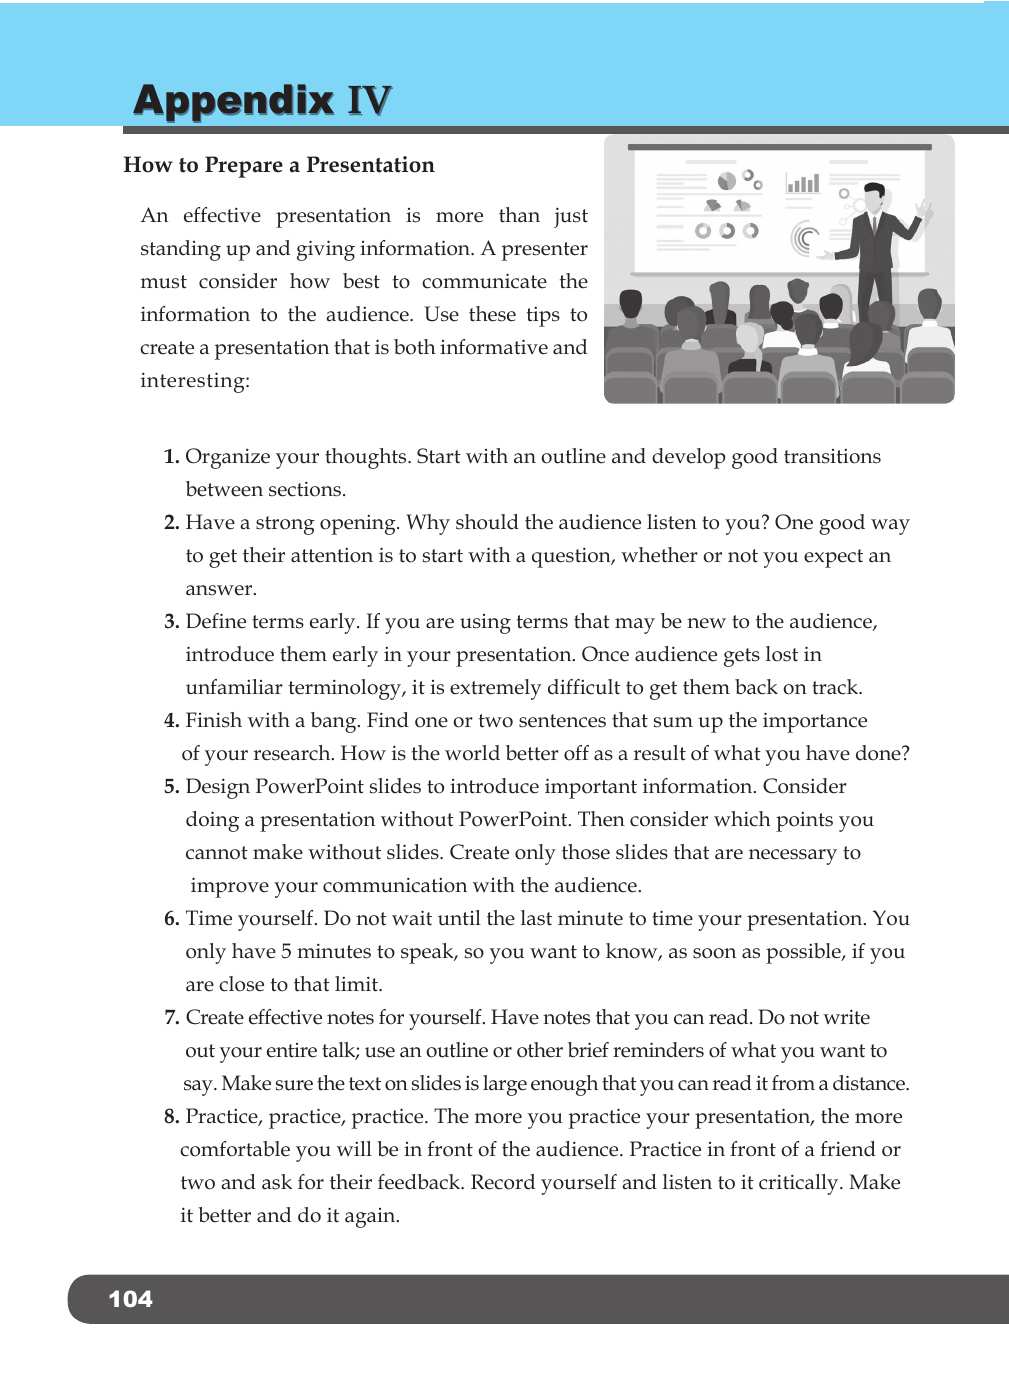 Appendix IV
How to Prepare a Presentation
An effective presentation is more than just
standing up and giving information. A presenter
must consider how best to communicate the
information to the audience. Use these tips to
create a presentation that is both informative and
interesting:
1. Organize your thoughts. Start with an outline and develop good transitions
between sections.
2. Have a strong opening. Why should the audience listen to you? One good way
to get their attention is to start with a question, whether or not you expect an
answer.
3. Define terms early. If you are using terms that may be new to the audience,
introduce them early in your presentation. Once audience gets lost in
unfamiliar terminology, it is extremely difficult to get them back on track.
4. Finish with a bang. Find one or two sentences that sum up the importance
of your research. How is the world better off as a result of what you have done?
5. Design PowerPoint slides to introduce important information. Consider
doing a presentation without PowerPoint. Then consider which points you
cannot make without slides. Create only those slides that are necessary to
improve your communication with the audience.
6. Time yourself. Do not wait until the last minute to time your presentation. You
only have 5 minutes to speak, so you want to know, as soon as possible, if you
are close to that limit.
7. Create effective notes for yourself. Have notes that you can read. Do not write
out your entire talk; use an outline or other brief reminders of what you want to
say. Make sure the text on slides is large enough that you can read it from a distance.
8. Practice, practice, practice. The more you practice your presentation, the more
comfortable you will be in front of the audience. Practice in front of a friend or
two and ask for their feedback. Record yourself and listen to it critically. Make
it better and do it again.
104